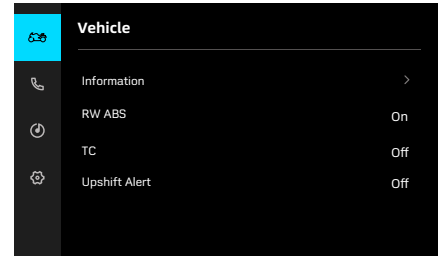 Vehicle
Information
RW ABS On
TC Off
Upshift Alert Off